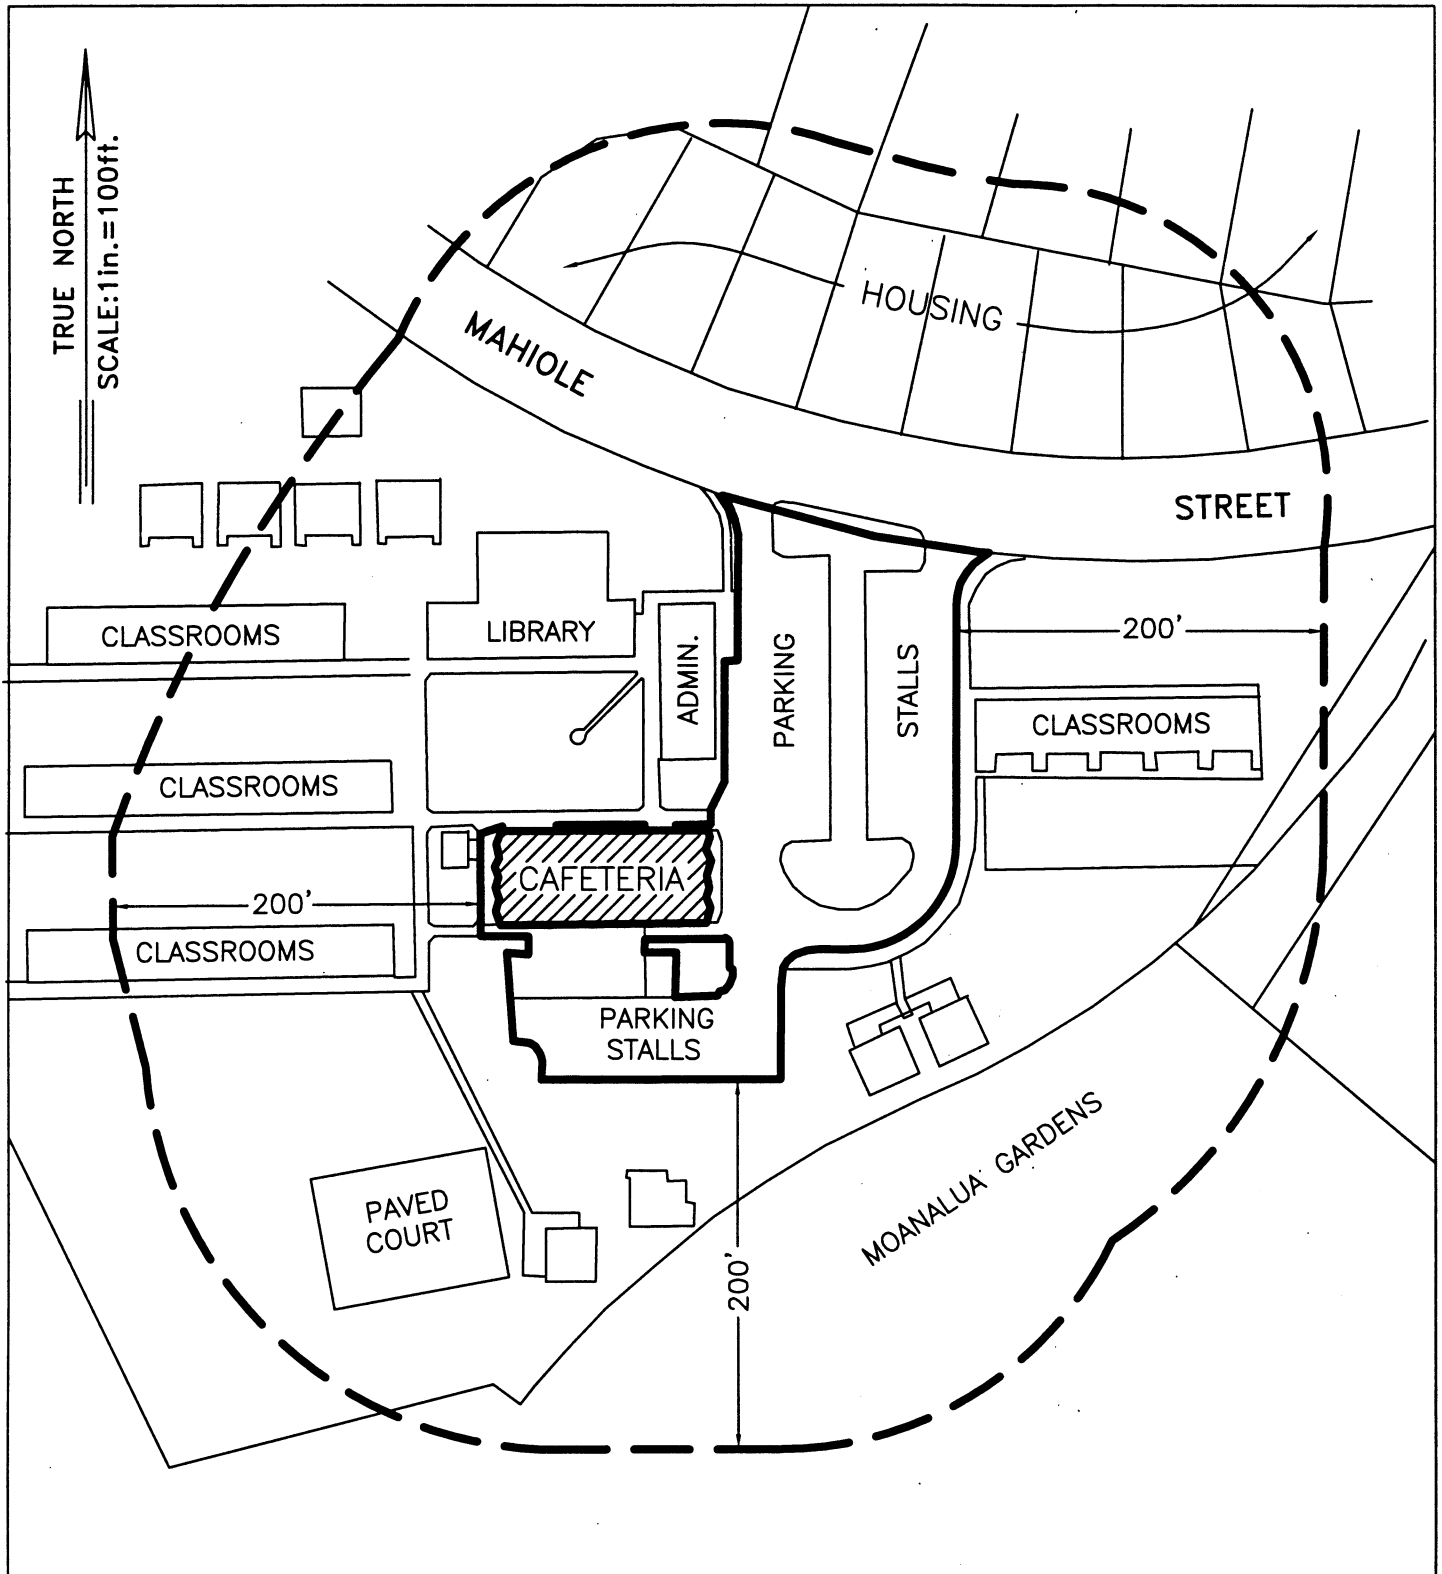 TRUE NORTH
SCALE:1in.=100ft.
HOUSING
MAHIOLE
STREET
CLASSROOMS
LIBRARY
ADMIN.
PARKING
STALLS
200'
CLASSROOMS
CLASSROOMS
CAFETERIA
200'
CLASSROOMS
PARKING
STALLS
MOANALUA GARDENS
PAVED
COURT
200'